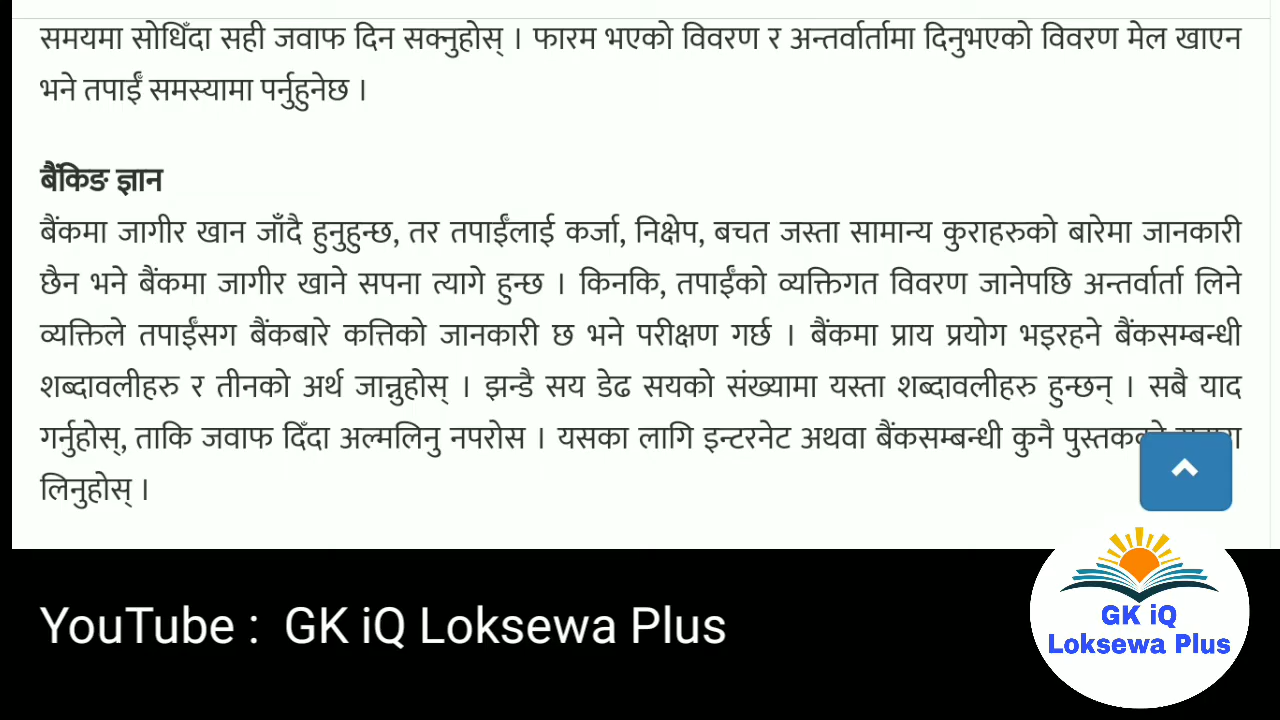 समयमा सोधिँदा सही जवाफ दिन सक्नुहोस् । फारम भएको विवरण र अन्तर्वार्तामा दिनुभएको विवरण मेल खाएन
भने तपाईँ समस्यामा पर्नुहुनेछ ।
बैंकिङ ज्ञान
बैंकमा जागीर खान जाँदै हुनुहुन्छ, तर तपाईँलाई कर्जा, निक्षेप, बचत जस्ता सामान्य कुराहरुको बारेमा जानकारी
छैन भने बैंकमा जागीर खाने सपना त्यागे हुन्छ । किनकि, तपाईँको व्यक्तिगत विवरण जानेपछि अन्तर्वार्ता लिने
व्यक्तिले तपाईँसग बैंकबारे कत्तिको जानकारी छ भने परीक्षण गर्छ । बैंकमा प्राय प्रयोग भइरहने बैंकसम्बन्धी
शब्दावलीहरु र तीनको अर्थ जान्नुहोस् । झन्डै सय डेढ सयको संख्यामा यस्ता शब्दावलीहरु हुन्छन् । सबै याद
गर्नुहोस्, ताकि जवाफ दिँदा अल्मलिनु नपरोस । यसका लागि इन्टरनेट अथवा बैंकसम्बन्धी कुनै
लिनुहोस् ।
YouTube : GK iQ Loksewa Plus
GK iQ
Loksewa Plus